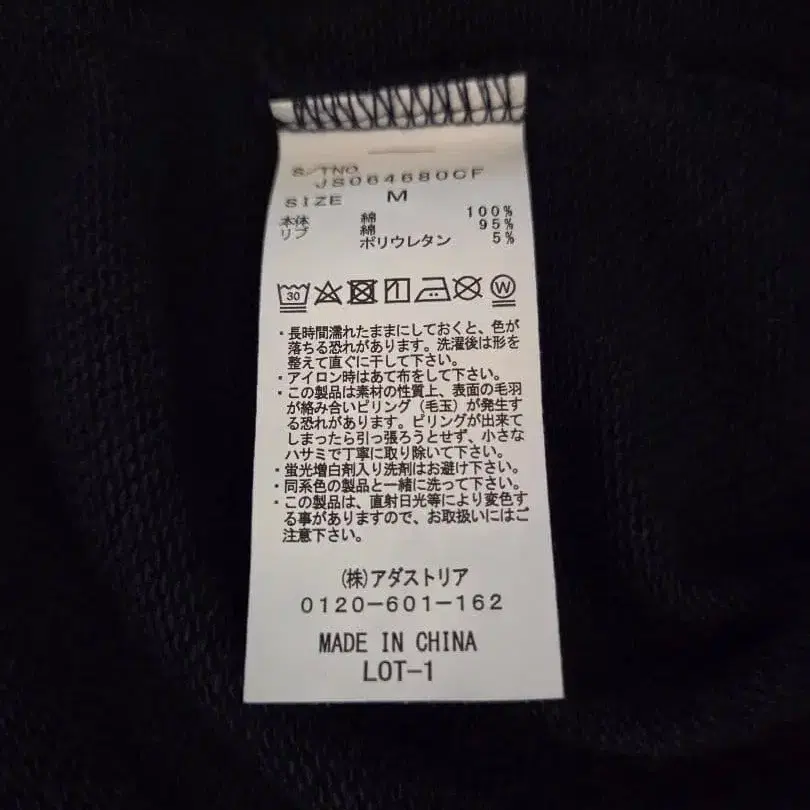 S/TNO
JS064680CF
SIZE M
本体 綿 100%
リブ 綿 95%
ポリウレタン 5%
30 W
・長時間濡れたままにしておくと、色が
落ちる恐れがあります。洗濯後は形を
整えて直ぐに干して下さい。
・アイロン時はあて布をして下さい。
・この製品は素材の性質上、表面の毛羽
が絡み合いピリング(毛玉)が発生す
る恐れがあります。ピリングが出来て
しまったら引っ張ろうとせず、小さな
ハサミで丁寧に取り除いて下さい。
・蛍光増白剤入り洗剤はお避け下さい。
・同系色の製品と一緒に洗って下さい。
・この製品は、直射日光等により変色す
る事がありますので、お取扱いにはご
注意下さい。
(株)アダストリア
0120-601-162
MADE IN CHINA
LOT-1